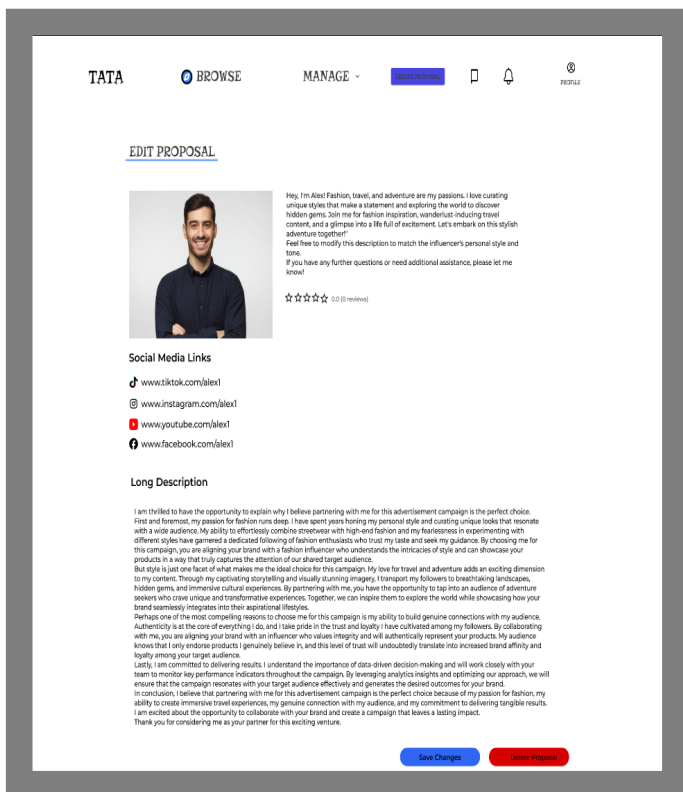 TATA
BROWSE
MANAGE
CREATE PROPOSAL
PROFILE
EDIT PROPOSAL
Hey, I'm Alex! Fashion, travel, and adventure are my passions. I love curating
unique styles that make a statement and exploring the world to discover
hidden gems. Join me for fashion inspiration, wanderlust-inducing travel
content, and a glimpse into a life full of excitement. Let's embark on this stylish
adventure together!"
Feel free to modify this description to match the influencer's personal style and
tone.
If you have any further questions or need additional assistance, please let me
know!
0.0 (0 reviews)
Social Media Links
www.tiktok.com/alex1
www.instagram.com/alex1
www.youtube.com/alex1
www.facebook.com/alex1
Long Description
I am thrilled to have the opportunity to explain why I believe partnering with me for this advertisement campaign is the perfect choice.
First and foremost, my passion for fashion runs deep. I have spent years honing my personal style and curating unique looks that resonate
with a wide audience. My ability to effortlessly combine streetwear with high-end fashion and my fearlessness in experimenting with
different styles have garnered a dedicated following of fashion enthusiasts who trust my taste and seek my guidance. By choosing me for
this campaign, you are aligning your brand with a fashion influencer who understands the intricacies of style and can showcase your
products in a way that truly captures the attention of our shared target audience.
But style is just one facet of what makes me the ideal choice for this campaign. My love for travel and adventure adds an exciting dimension
to my content. Through my captivating storytelling and visually stunning imagery, I transport my followers to breathtaking landscapes,
hidden gems, and immersive cultural experiences. By partnering with me, you have the opportunity to tap into an audience of adventure
seekers who crave unique and transformative experiences. Together, we can inspire them to explore the world while showcasing how your
brand seamlessly integrates into their aspirational lifestyles.
Perhaps one of the most compelling reasons to choose me for this campaign is my ability to build genuine connections with my audience.
Authenticity is at the core of everything I do, and I take pride in the trust and loyalty I have cultivated among my followers. By collaborating
with me, you are aligning your brand with an influencer who values integrity and will authentically represent your products. My audience
knows that I only endorse products I genuinely believe in, and this level of trust will undoubtedly translate into increased brand affinity and
loyalty among your target audience.
Lastly, I am committed to delivering results. I understand the importance of data-driven decision-making and will work closely with your
team to monitor key performance indicators throughout the campaign. By leveraging analytics insights and optimizing our approach, we will
ensure that the campaign resonates with your target audience effectively and generates the desired outcomes for your brand.
In conclusion, I believe that partnering with me for this advertisement campaign is the perfect choice because of my passion for fashion, my
ability to create immersive travel experiences, my genuine connection with my audience, and my commitment to delivering tangible results.
I am excited about the opportunity to collaborate with your brand and create a campaign that leaves a lasting impact.
Thank you for considering me as your partner for this exciting venture.
Save Changes
Delete Proposal